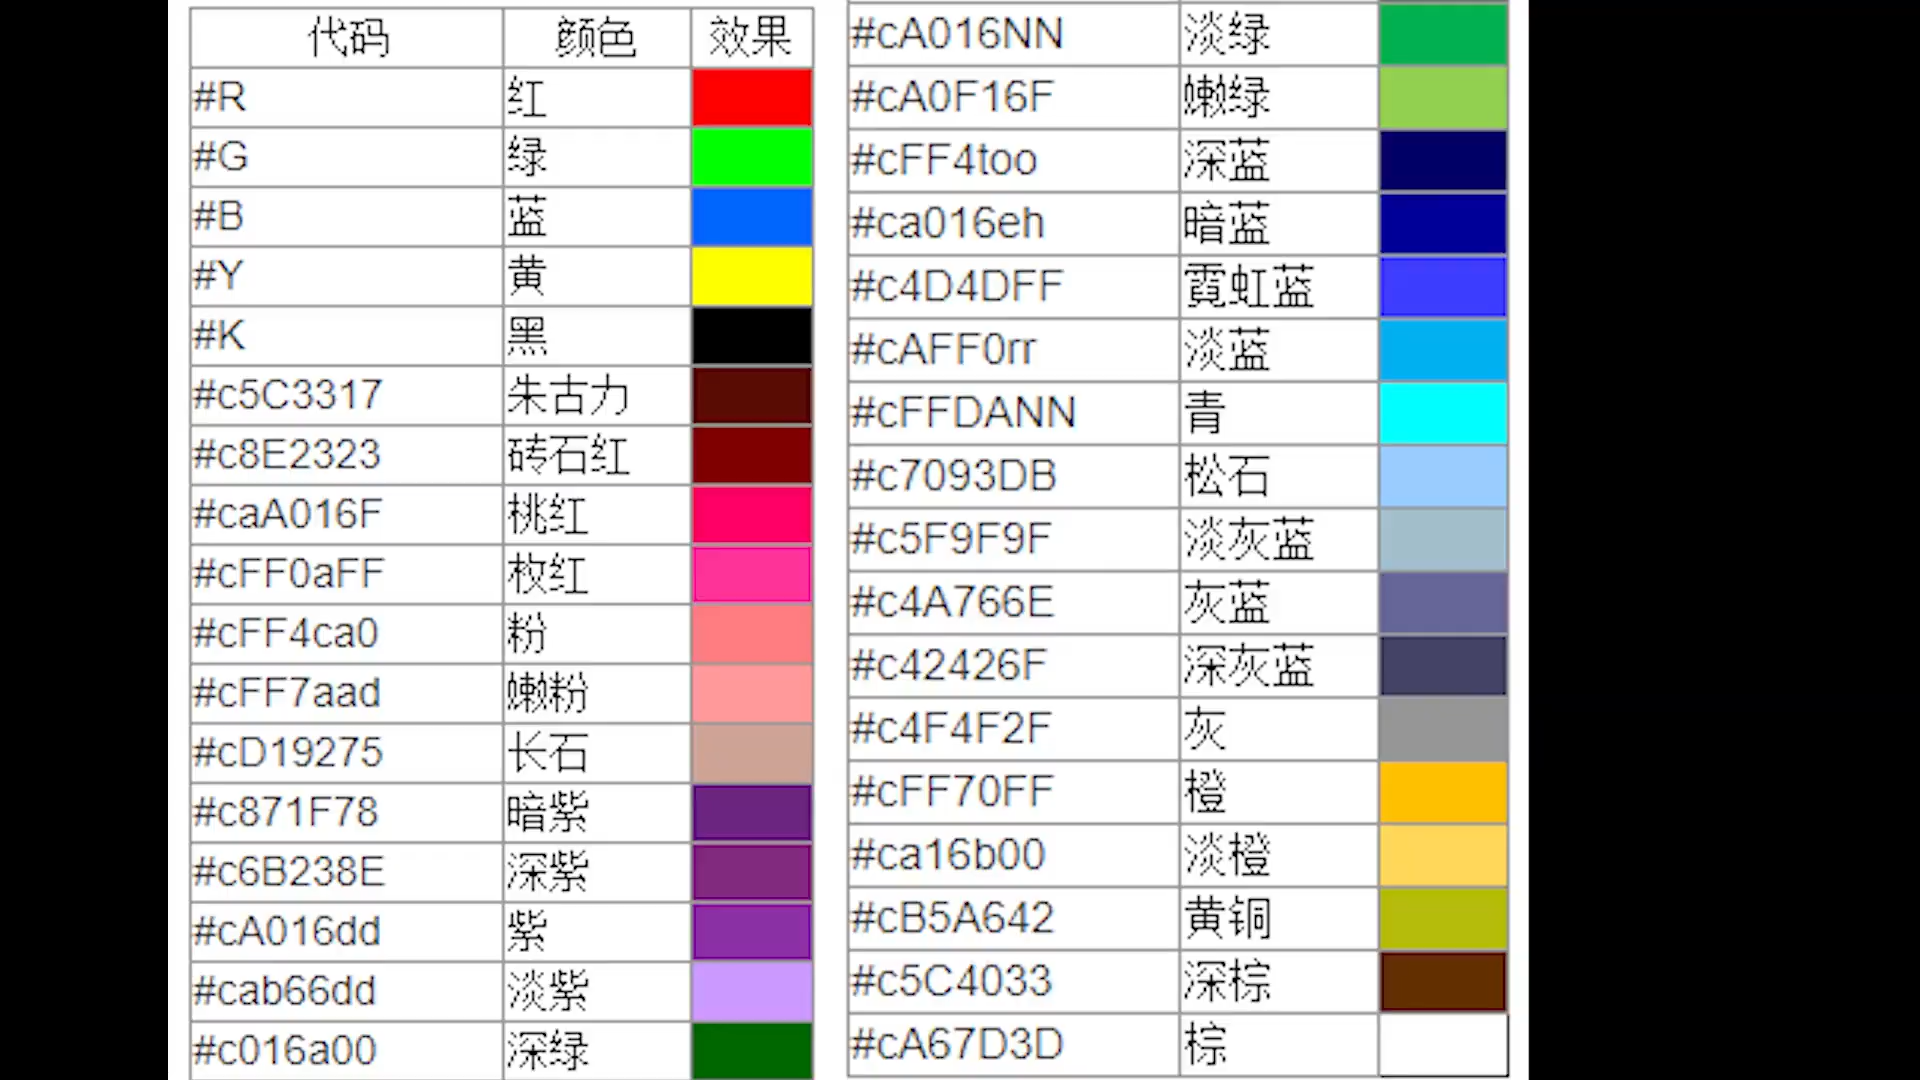 代码 颜色 效果
#R 红
#G 绿
#B 蓝
#Y 黄
#K 黑
#c5C3317 朱古力
#c8E2323 砖石红
#caA016F 桃红
#cFF0aFF 枚红
#cFF4ca0 粉
#cFF7aad 嫩粉
#cD19275 长石
#c871F78 暗紫
#c6B238E 深紫
#cA016dd 紫
#cab66dd 淡紫
#c016a00 深绿
#cA016NN 淡绿
#cA0F16F 嫩绿
#cFF4too 深蓝
#ca016eh 暗蓝
#c4D4DFF 霓虹蓝
#cAFF0rr 淡蓝
#cFFDANN 青
#c7093DB 松石
#c5F9F9F 淡灰蓝
#c4A766E 灰蓝
#c42426F 深灰蓝
#c4F4F2F 灰
#cFF70FF 橙
#ca16b00 淡橙
#cB5A642 黄铜
#c5C4033 深棕
#cA67D3D 棕